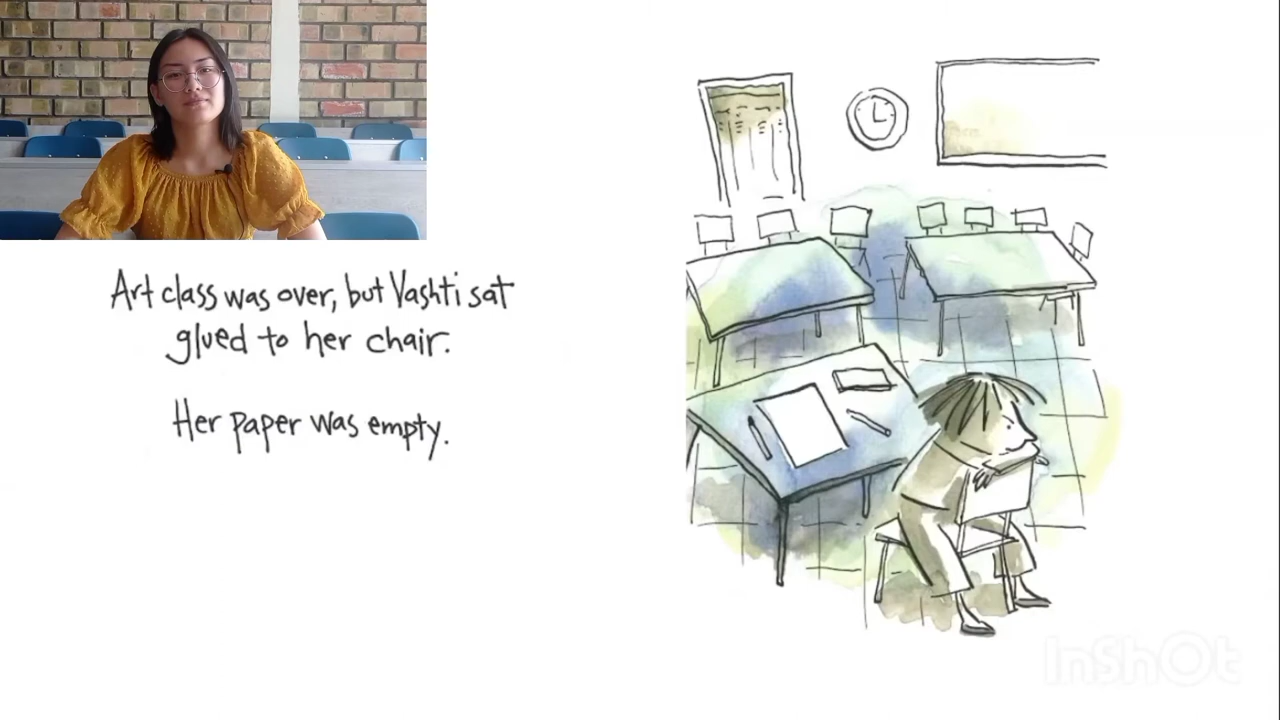 Art class was over, but Vashti sat
glued to her chair.
Her paper was empty.
InShOt